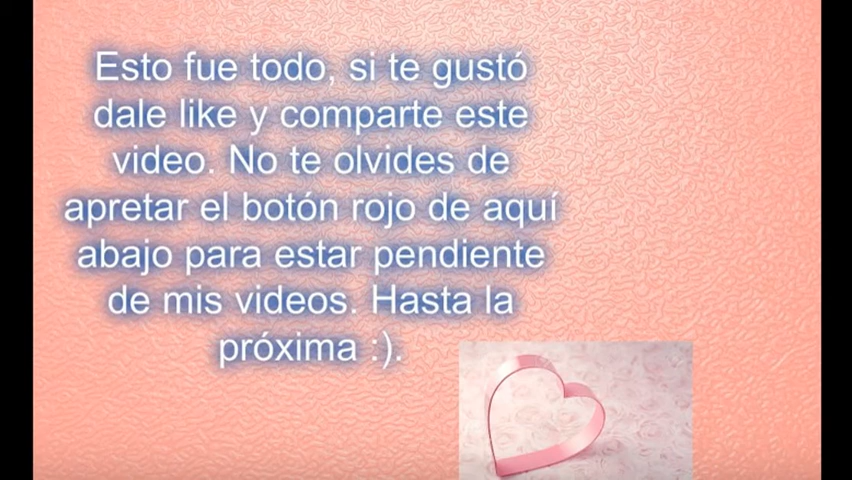 Esto fue todo, si te gustó
dale like y comparte este
video. No te olvides de
apretar el botón rojo de aquí
abajo para estar pendiente
de mis videos. Hasta la
próxima :).